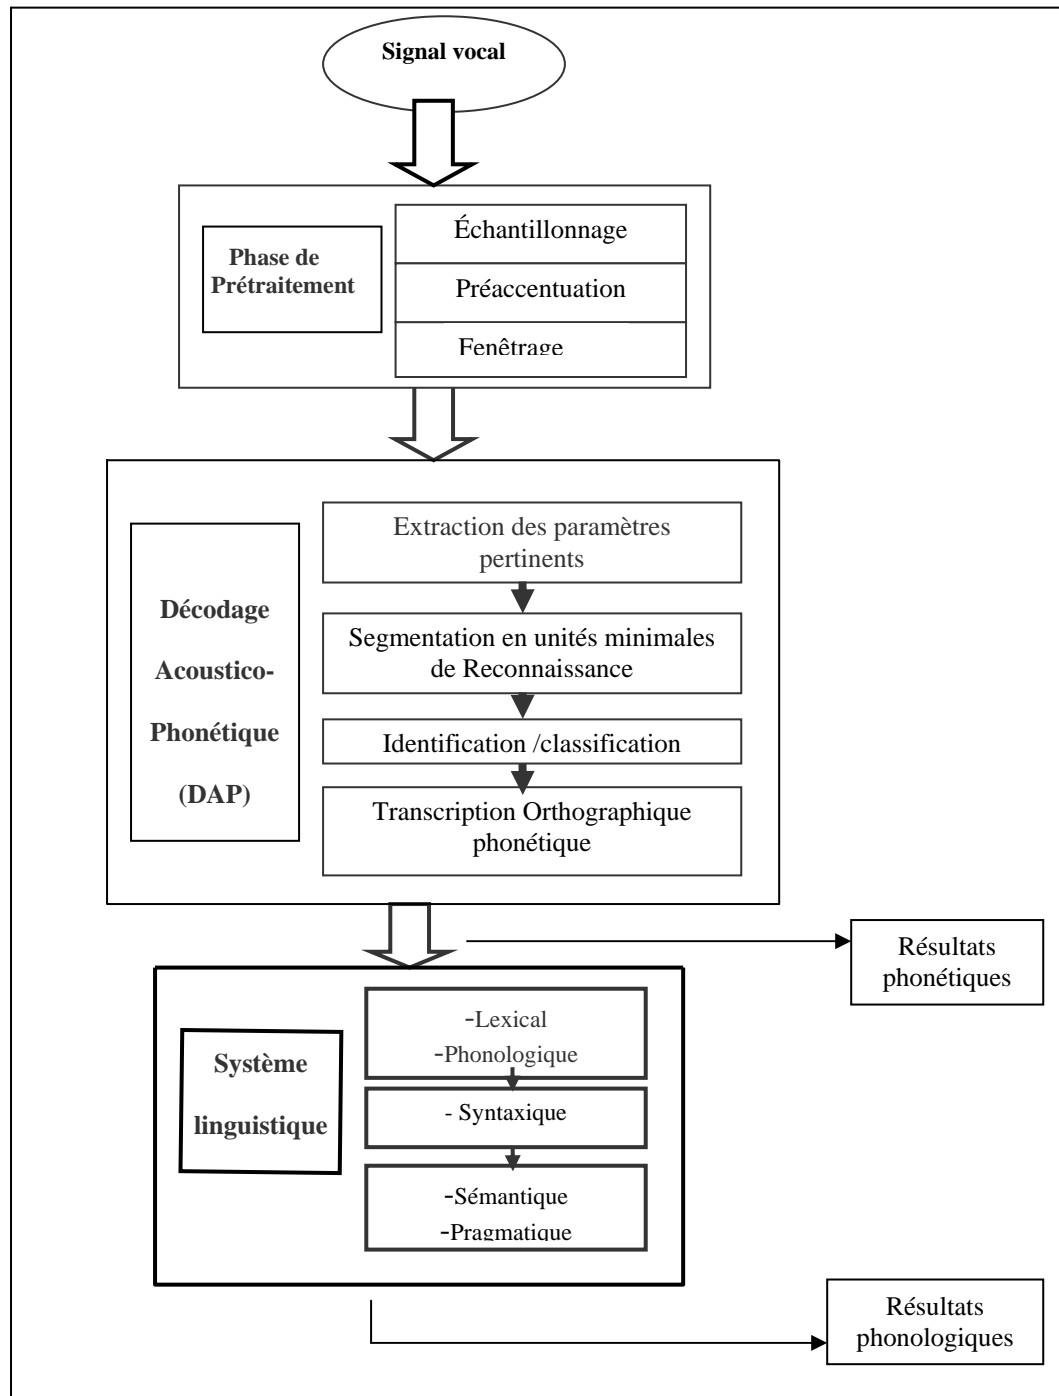 Signal vocal
Phase de
Prétraitement
Échantillonnage
Préaccentuation
Fenêtrage
Décodage
Acoustico-
Phonétique
(DAP)
Extraction des paramètres
pertinents
Segmentation en unités minimales
de Reconnaissance
Identification /classification
Transcription Orthographique
phonétique
Résultats
phonétiques
Système
linguistique
-Lexical
-Phonologique
- Syntaxique
-Sémantique
-Pragmatique
Résultats
phonologiques